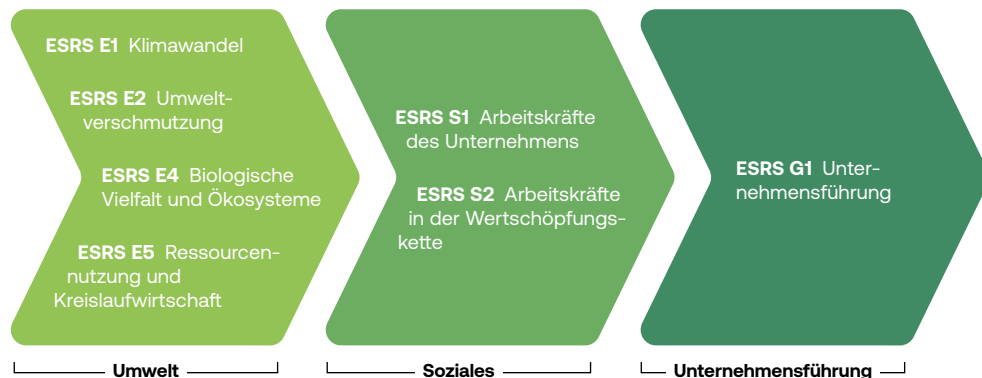 ESRS E1 Klimawandel
ESRS E2 Umwelt-
verschmutzung
ESRS E4 Biologische
Vielfalt und Ökosysteme
ESRS E5 Ressourcen-
nutzung und
Kreislaufwirtschaft
ESRS S1 Arbeitskräfte
des Unternehmens
ESRS S2 Arbeitskräfte
in der Wertschöpfungs-
kette
ESRS G1 Unter-
nehmensführung
Umwelt
Soziales
Unternehmensführung